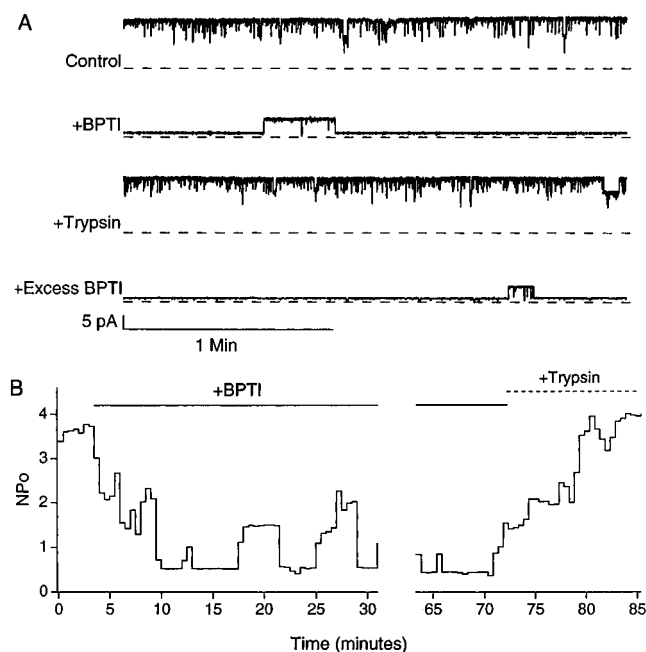 A
Control
+BPTI
+Trypsin
+Excess BPTI
5 pA
1 Min
B
+BPTI
+Trypsin
NPo
4
3
2
1
0
0 5 10 15 20 25 30 65 70 75 80 85
Time (minutes)